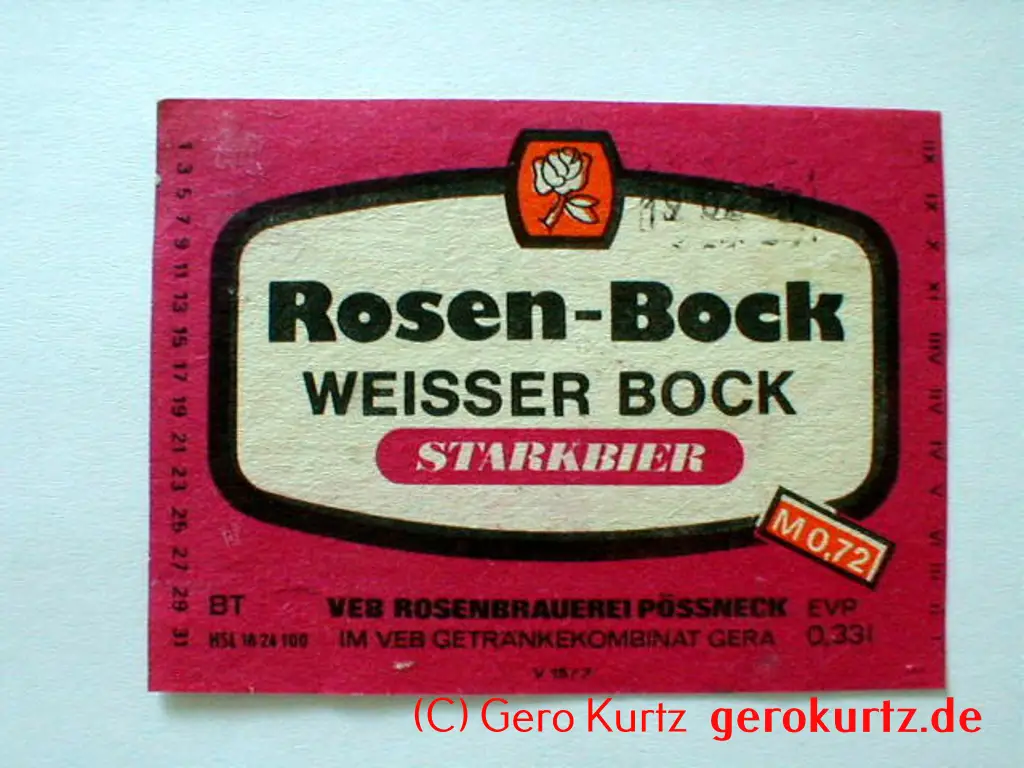 Rosen-Bock
WEISSER BOCK
STARKBIER
M 0,72
1 3 5 7 9 11 13 15 17 19 21 23 25 27 29 31
BT
VEB ROSENBRAUEREI PÖSSNECK
EVP
HSL 16 24 100
IM VEB GETRÄNKEKOMBINAT GERA
0,33l
(C) Gero Kurtz gerokurtz.de